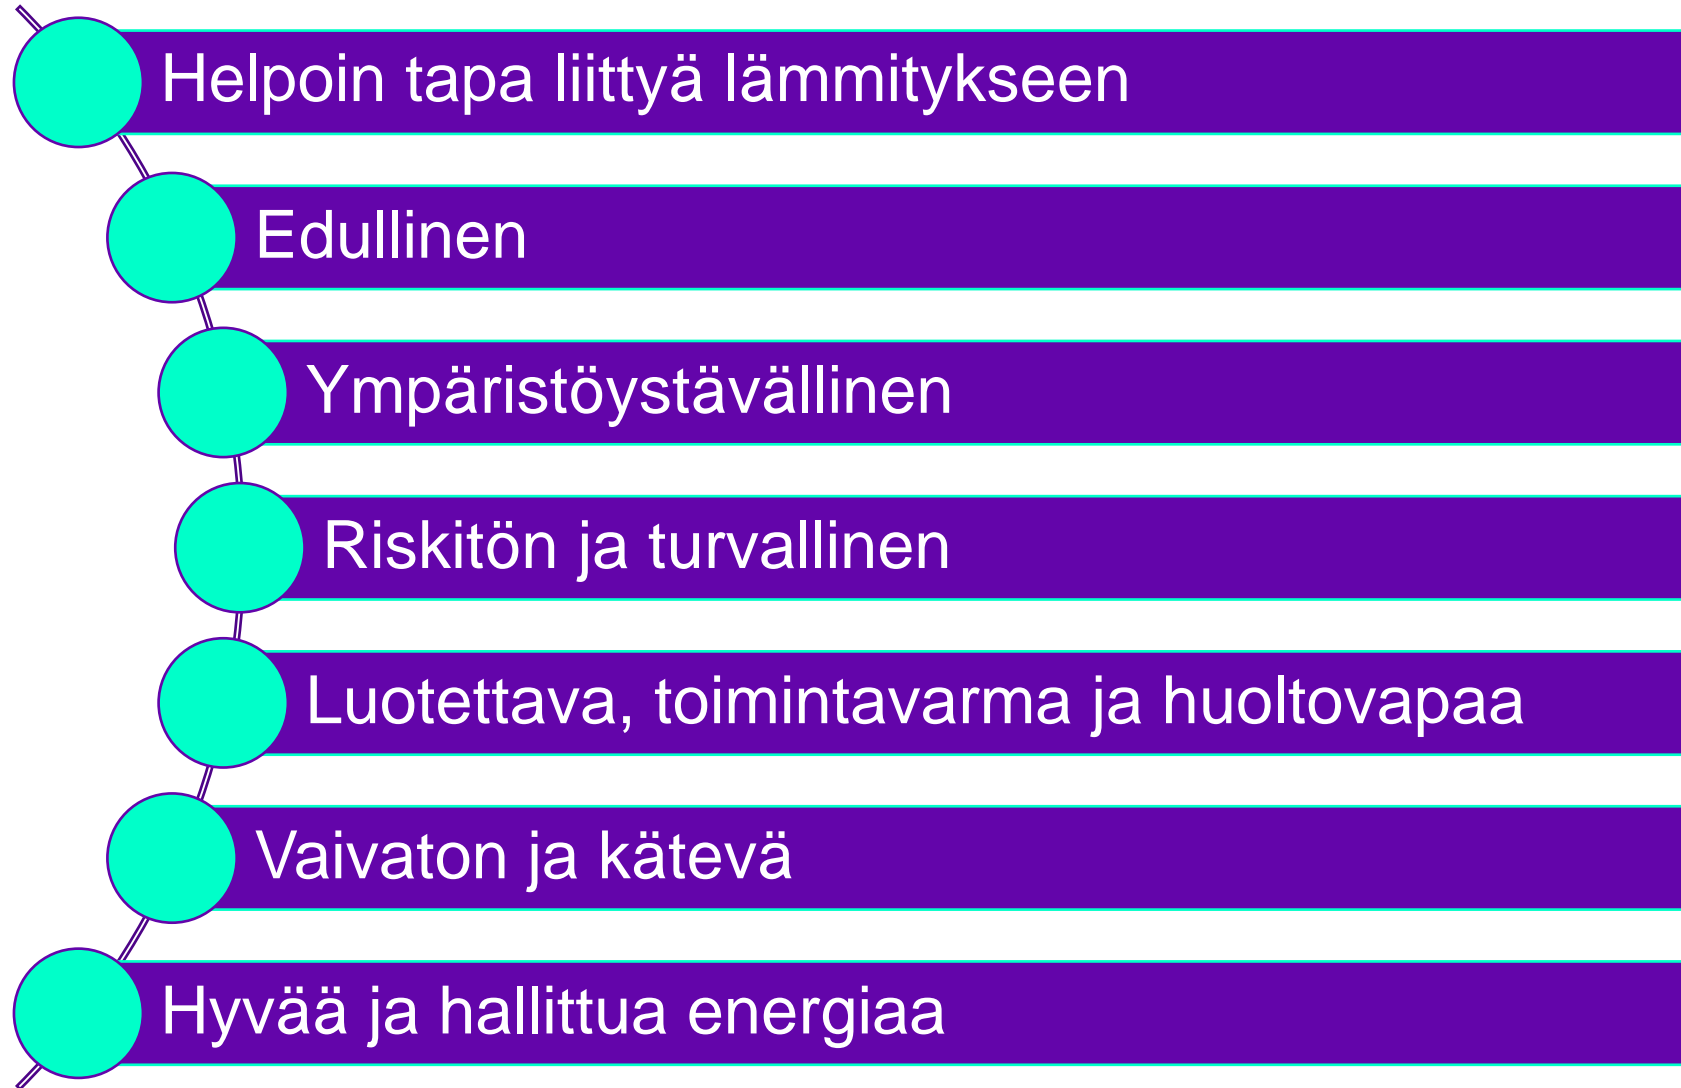 Helpoin tapa liittyä lämmitykseen
Edullinen
Ympäristöystävällinen
Riskitön ja turvallinen
Luotettava, toimintavarma ja huoltovapaa
Vaivaton ja kätevä
Hyvää ja hallittua energiaa